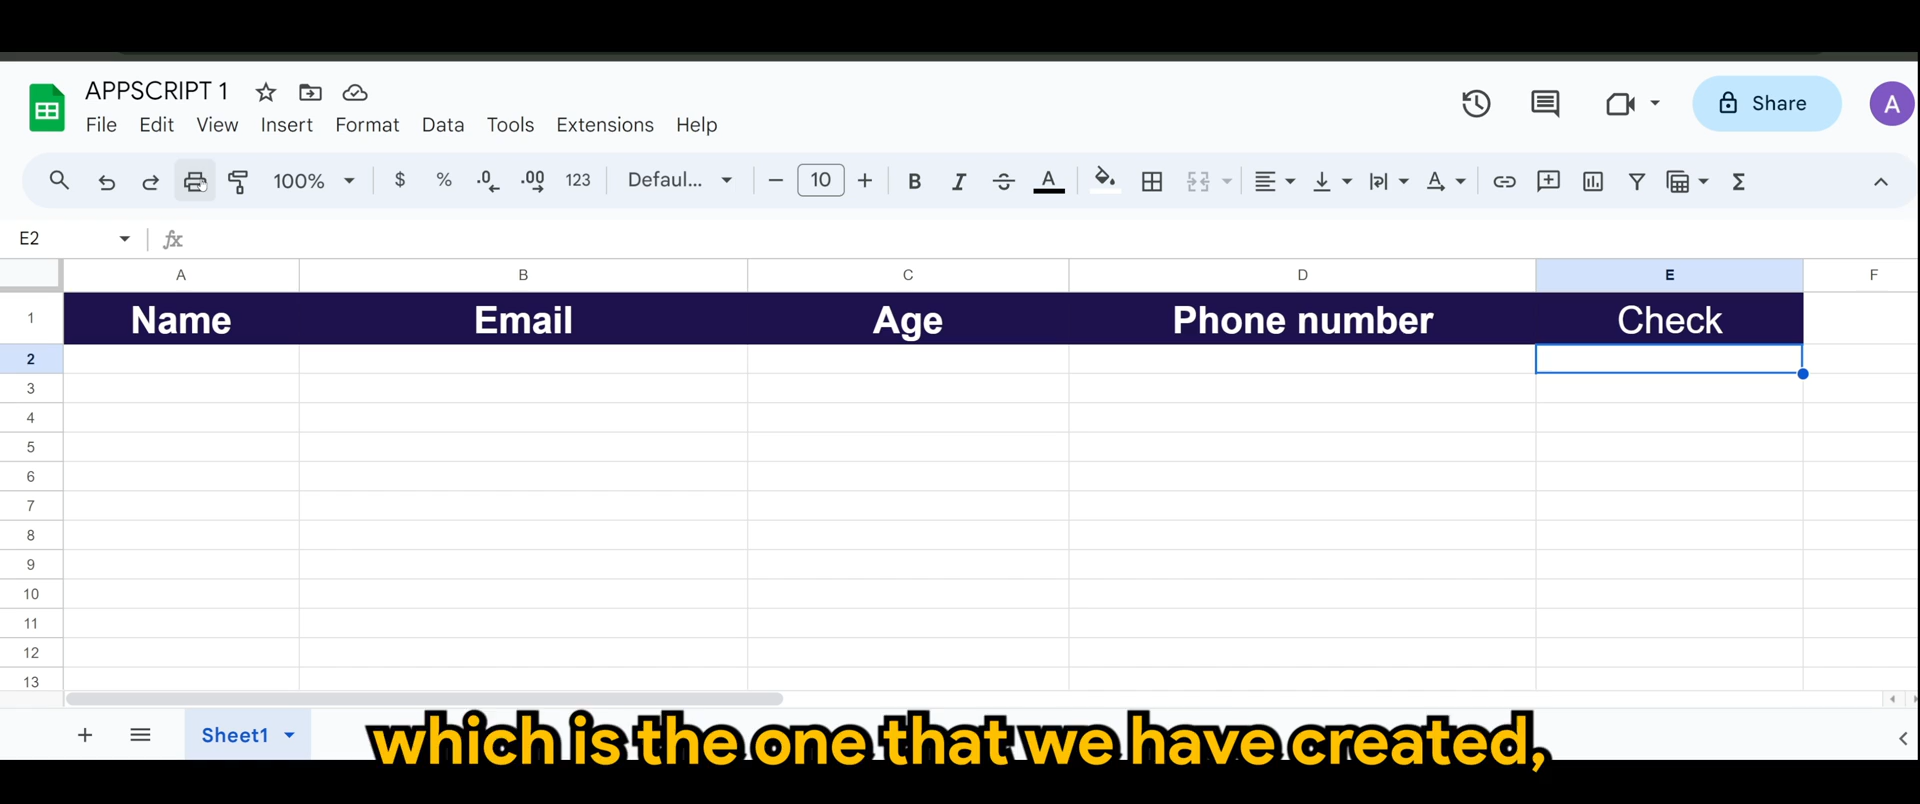 APPSCRIPT 1
File Edit View Insert Format Data Tools Extensions Help
Share
A
100% $ % .0 .00 123 Defaul... 10 B I A A Σ
E2 fx
A B C D E F
1 Name Email Age Phone number Check
2
3
4
5
6
7
8
9
10
11
12
13
Sheet1
which is the one that we have created,